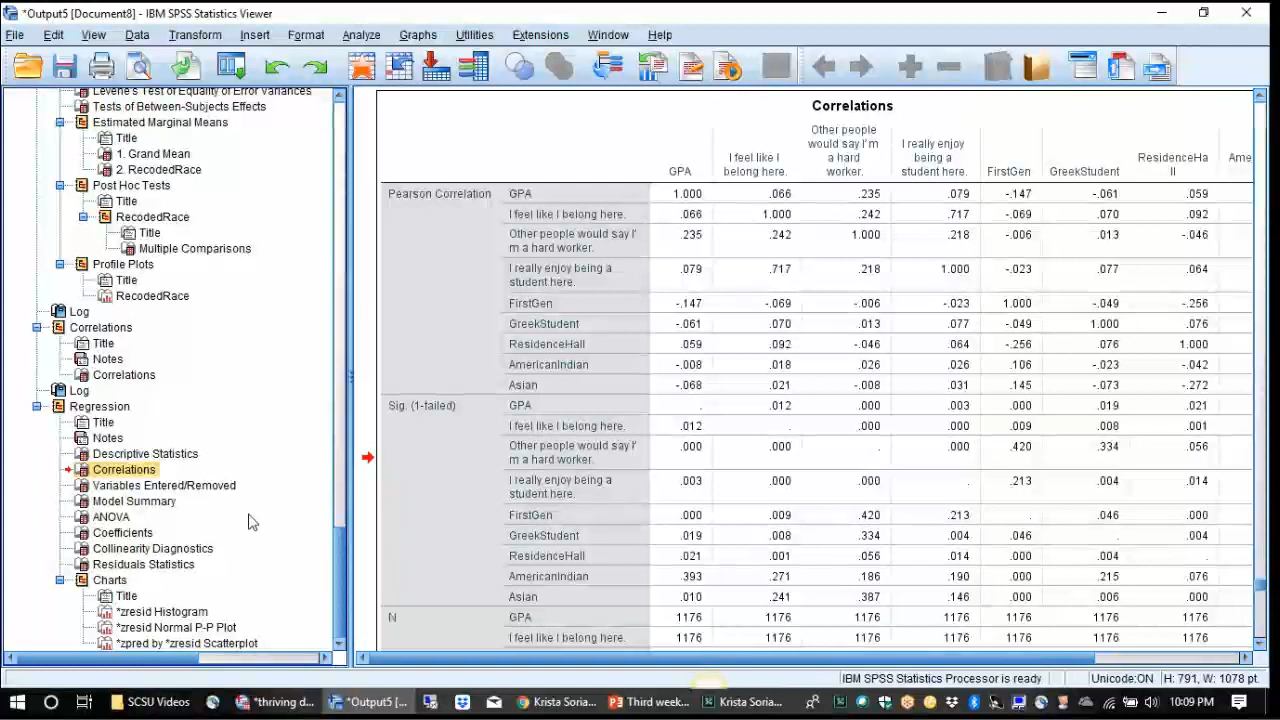 *Output5 [Document8] - IBM SPSS Statistics Viewer
File Edit View Data Transform Insert Format Analyze Graphs Utilities Extensions Window Help
Levene's Test of Equality of Error Variances
Tests of Between-Subjects Effects
Estimated Marginal Means
Title
1. Grand Mean
2. RecodedRace
Post Hoc Tests
Title
RecodedRace
Title
Multiple Comparisons
Profile Plots
Title
RecodedRace
Log
Correlations
Title
Notes
Correlations
Log
Regression
Title
Notes
Descriptive Statistics
Correlations
Variables Entered/Removed
Model Summary
ANOVA
Coefficients
Collinearity Diagnostics
Residuals Statistics
Charts
Title
*zresid Histogram
*zresid Normal P-P Plot
*zpred by *zresid Scatterplot
Correlations
GPA
I feel like I
belong here.
Other people
would say I'm
a hard
worker.
I really enjoy
being a
student here.
FirstGen
GreekStudent
ResidenceHa
ll
Ame
Pearson Correlation GPA 1.000 .066 .235 .079 -.147 -.061 .059
I feel like I belong here. .066 1.000 .242 .717 -.069 .070 .092
Other people would say I'
m a hard worker. .235 .242 1.000 .218 -.006 .013 -.046
I really enjoy being a
student here. .079 .717 .218 1.000 -.023 .077 .064
FirstGen -.147 -.069 -.006 -.023 1.000 -.049 -.256
GreekStudent -.061 .070 .013 .077 -.049 1.000 .076
ResidenceHall .059 .092 -.046 .064 -.256 .076 1.000
AmericanIndian -.008 .018 .026 .026 .106 -.023 -.042
Asian -.068 .021 -.008 .031 .145 -.073 -.272
Sig. (1-tailed) GPA . .012 .000 .003 .000 .019 .021
I feel like I belong here. .012 . .000 .000 .009 .008 .001
Other people would say I'
m a hard worker. .000 .000 . .000 .420 .334 .056
I really enjoy being a
student here. .003 .000 .000 . .213 .004 .014
FirstGen .000 .009 .420 .213 . .046 .000
GreekStudent .019 .008 .334 .004 .046 . .004
ResidenceHall .021 .001 .056 .014 .000 .004 .
AmericanIndian .393 .271 .186 .190 .000 .215 .076
Asian .010 .241 .387 .146 .000 .006 .000
N GPA 1176 1176 1176 1176 1176 1176 1176
I feel like I belong here. 1176 1176 1176 1176 1176 1176 1176
IBM SPSS Statistics Processor is ready Unicode:ON H: 791, W: 1078 pt.
SCSU Videos *thriving d... *Output5 [... Krista Soria... Third week... Krista Soria... 10:09 PM